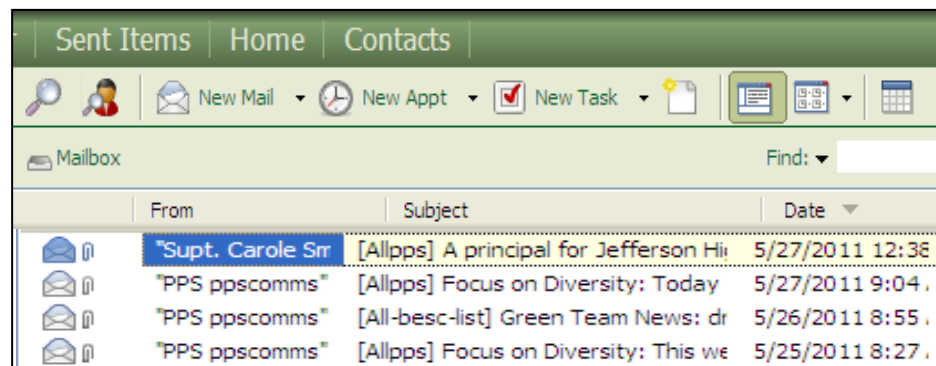 Sent Items Home Contacts
New Mail New Appt New Task
Mailbox Find:
From Subject Date
"Supt. Carole Sm [Allpps] A principal for Jefferson Hi 5/27/2011 12:38
"PPS ppscomms" [Allpps] Focus on Diversity: Today 5/27/2011 9:04
"PPS ppscomms" [All-besc-list] Green Team News: dr 5/26/2011 8:55
"PPS ppscomms" [Allpps] Focus on Diversity: This we 5/25/2011 8:27